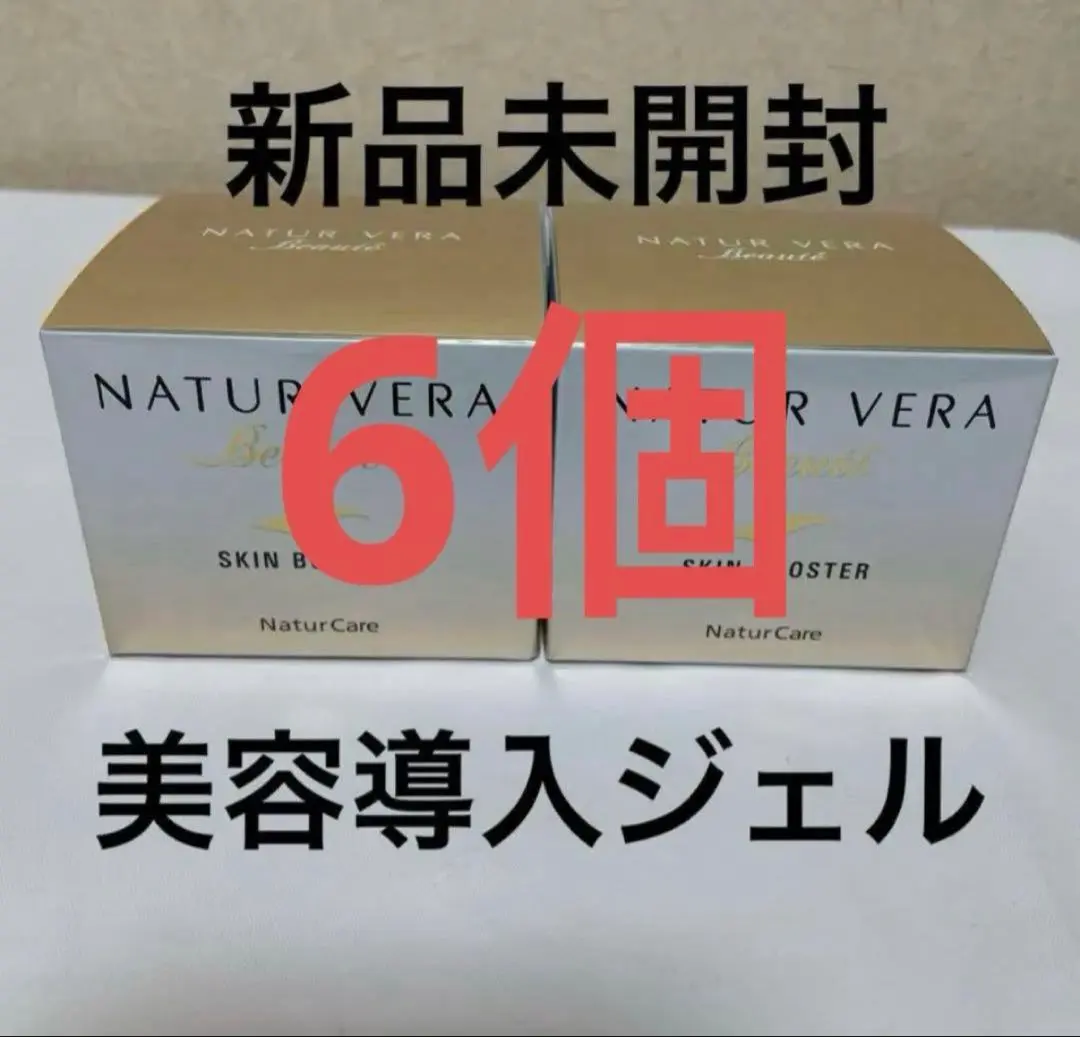 新品未開封
NATUR VERA
Beauté
NATUR VERA
Beauté
NATUR VERA
NATUR VERA
6個
SKIN
SKIN BOOSTER
NaturCare
NaturCare
美容導入ジェル